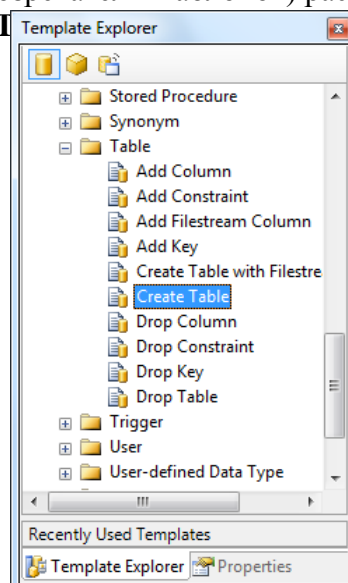 Template Explorer
Stored Procedure
Synonym
Table
Add Column
Add Constraint
Add Filestream Column
Add Key
Create Table with Filestre
Create Table
Drop Column
Drop Constraint
Drop Key
Drop Table
Trigger
User
User-defined Data Type
Recently Used Templates
Template Explorer Properties